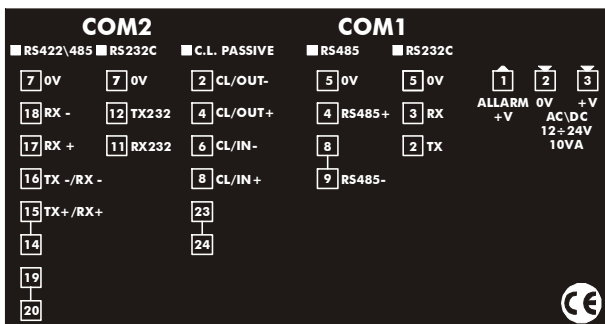 COM2 COM1
RS422\485 RS232C C.L. PASSIVE RS485 RS232C
7 0V 7 0V 2 CL/OUT- 5 0V 5 0V 1 2 3
18 RX - 12 TX232 4 CL/OUT+ 4 RS485+ 3 RX ALLARM 0V +V
+V AC\DC
17 RX + 11 RX232 6 CL/IN- 8 2 TX 12÷24V
10VA
16 TX -/RX - 8 CL/IN+ 9 RS485-
15 TX+/RX+ 23
14 24
19
20
CE